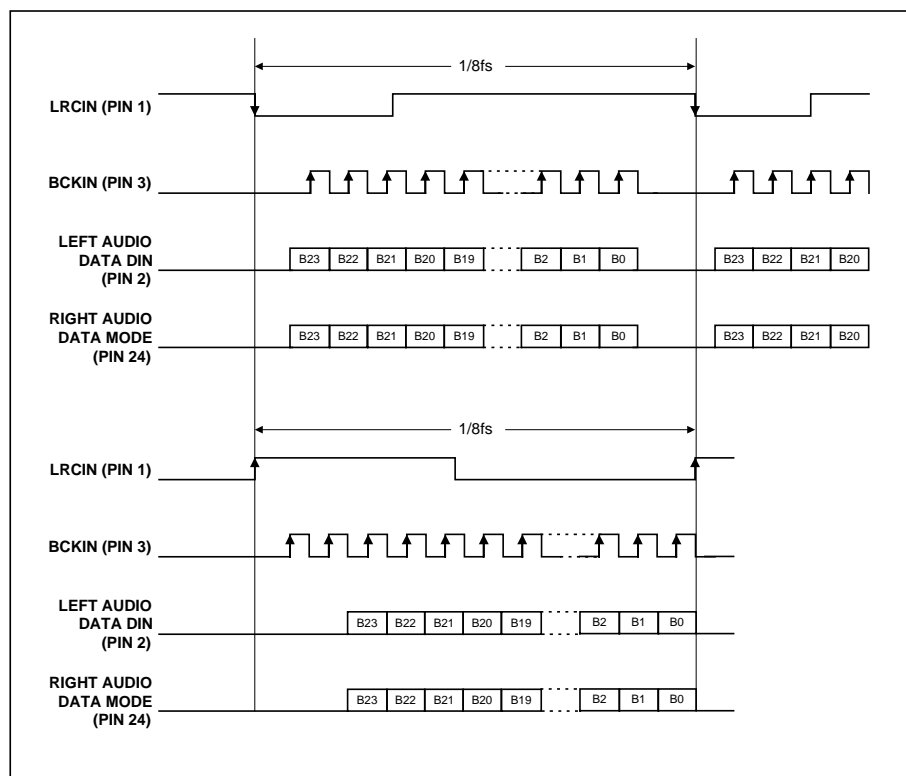 1/8fs
LRCIN (PIN 1)
BCKIN (PIN 3)
LEFT AUDIO
DATA DIN
(PIN 2)
B23 B22 B21 B20 B19 B2 B1 B0 B23 B22 B21 B20
RIGHT AUDIO
DATA MODE
(PIN 24)
B23 B22 B21 B20 B19 B2 B1 B0 B23 B22 B21 B20
1/8fs
LRCIN (PIN 1)
BCKIN (PIN 3)
LEFT AUDIO
DATA DIN
(PIN 2)
B23 B22 B21 B20 B19 B2 B1 B0
RIGHT AUDIO
DATA MODE
(PIN 24)
B23 B22 B21 B20 B19 B2 B1 B0